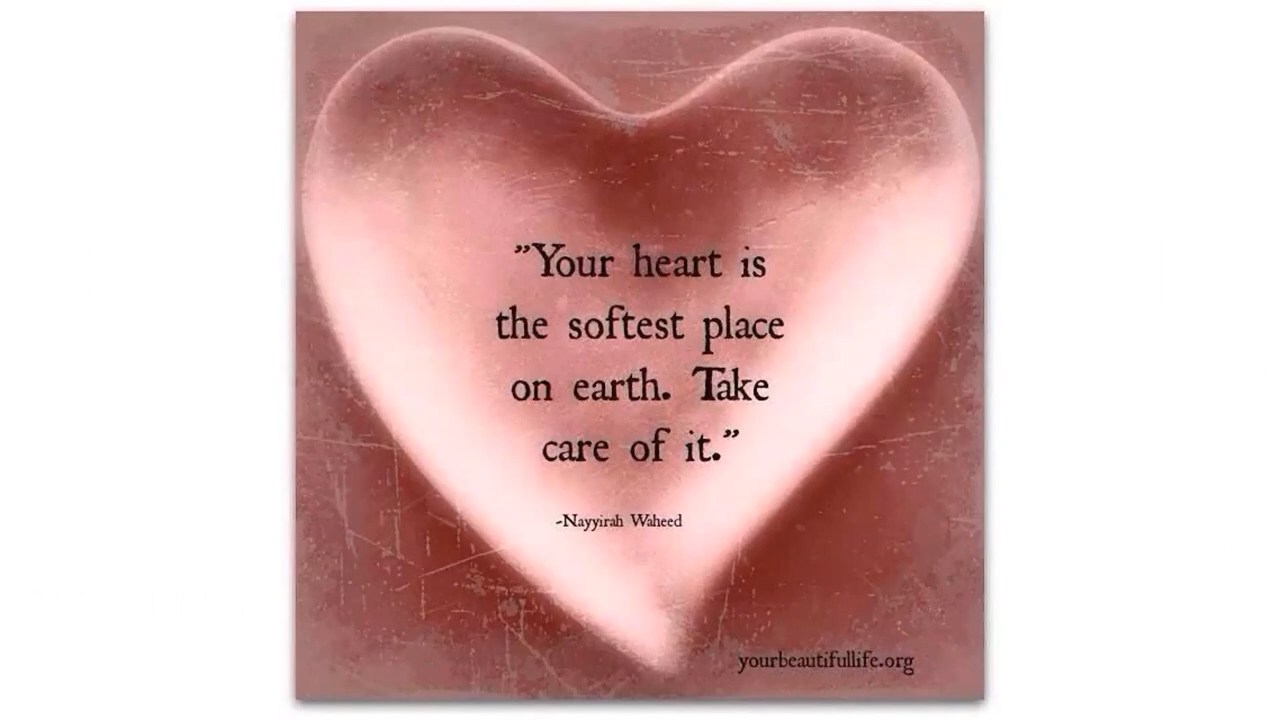 ”Your heart is
the softest place
on earth. Take
care of it.”
-Nayyirah Waheed
yourbeautifullife.org